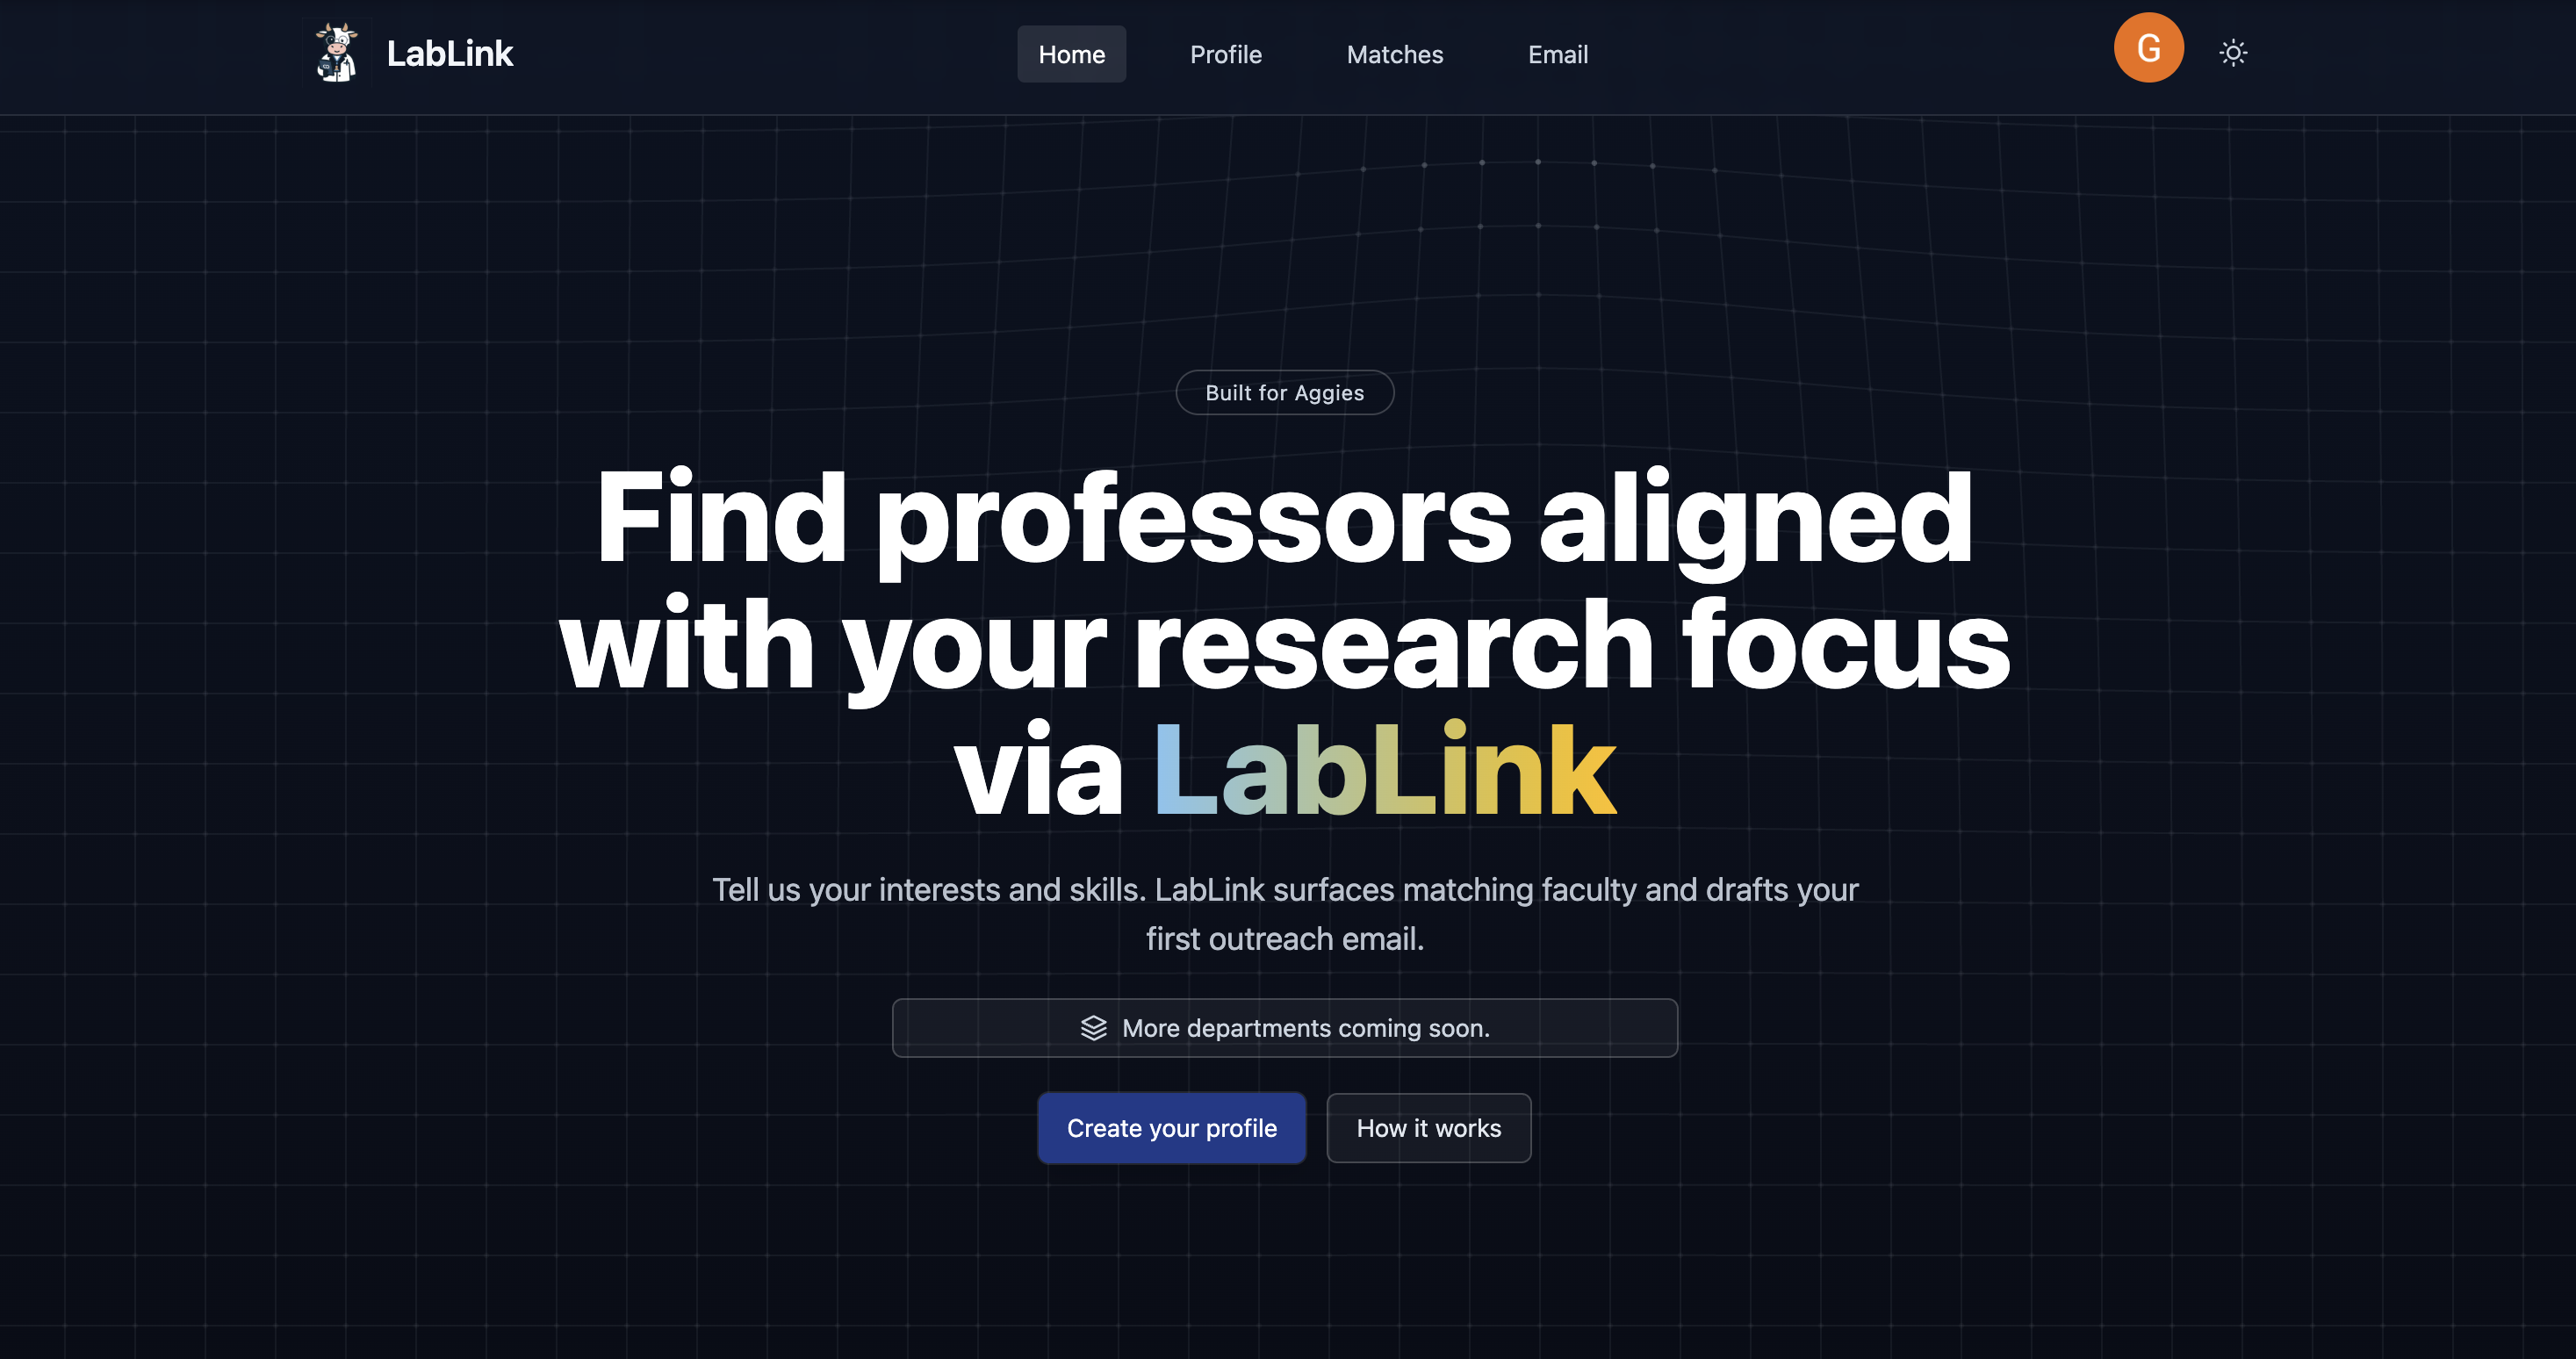 LabLink
Home
Profile
Matches
Email
G
Built for Aggies
Find professors aligned
with your research focus
via LabLink
Tell us your interests and skills. LabLink surfaces matching faculty and drafts your
first outreach email.
More departments coming soon.
Create your profile
How it works